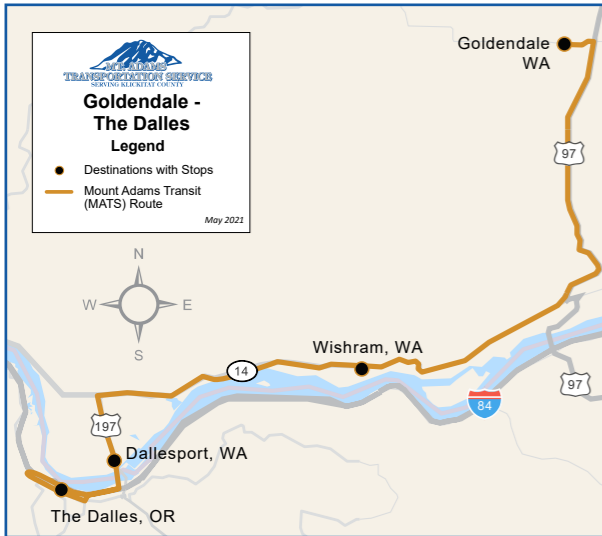 MT. ADAMS
TRANSPORTATION SERVICE
SERVING KLICKITAT COUNTY
Goldendale -
The Dalles
Legend
Destinations with Stops
Mount Adams Transit
(MATS) Route
May 2021
Goldendale
WA
97
N
W
E
S
Wishram, WA
14
97
84
197
Dallesport, WA
The Dalles, OR